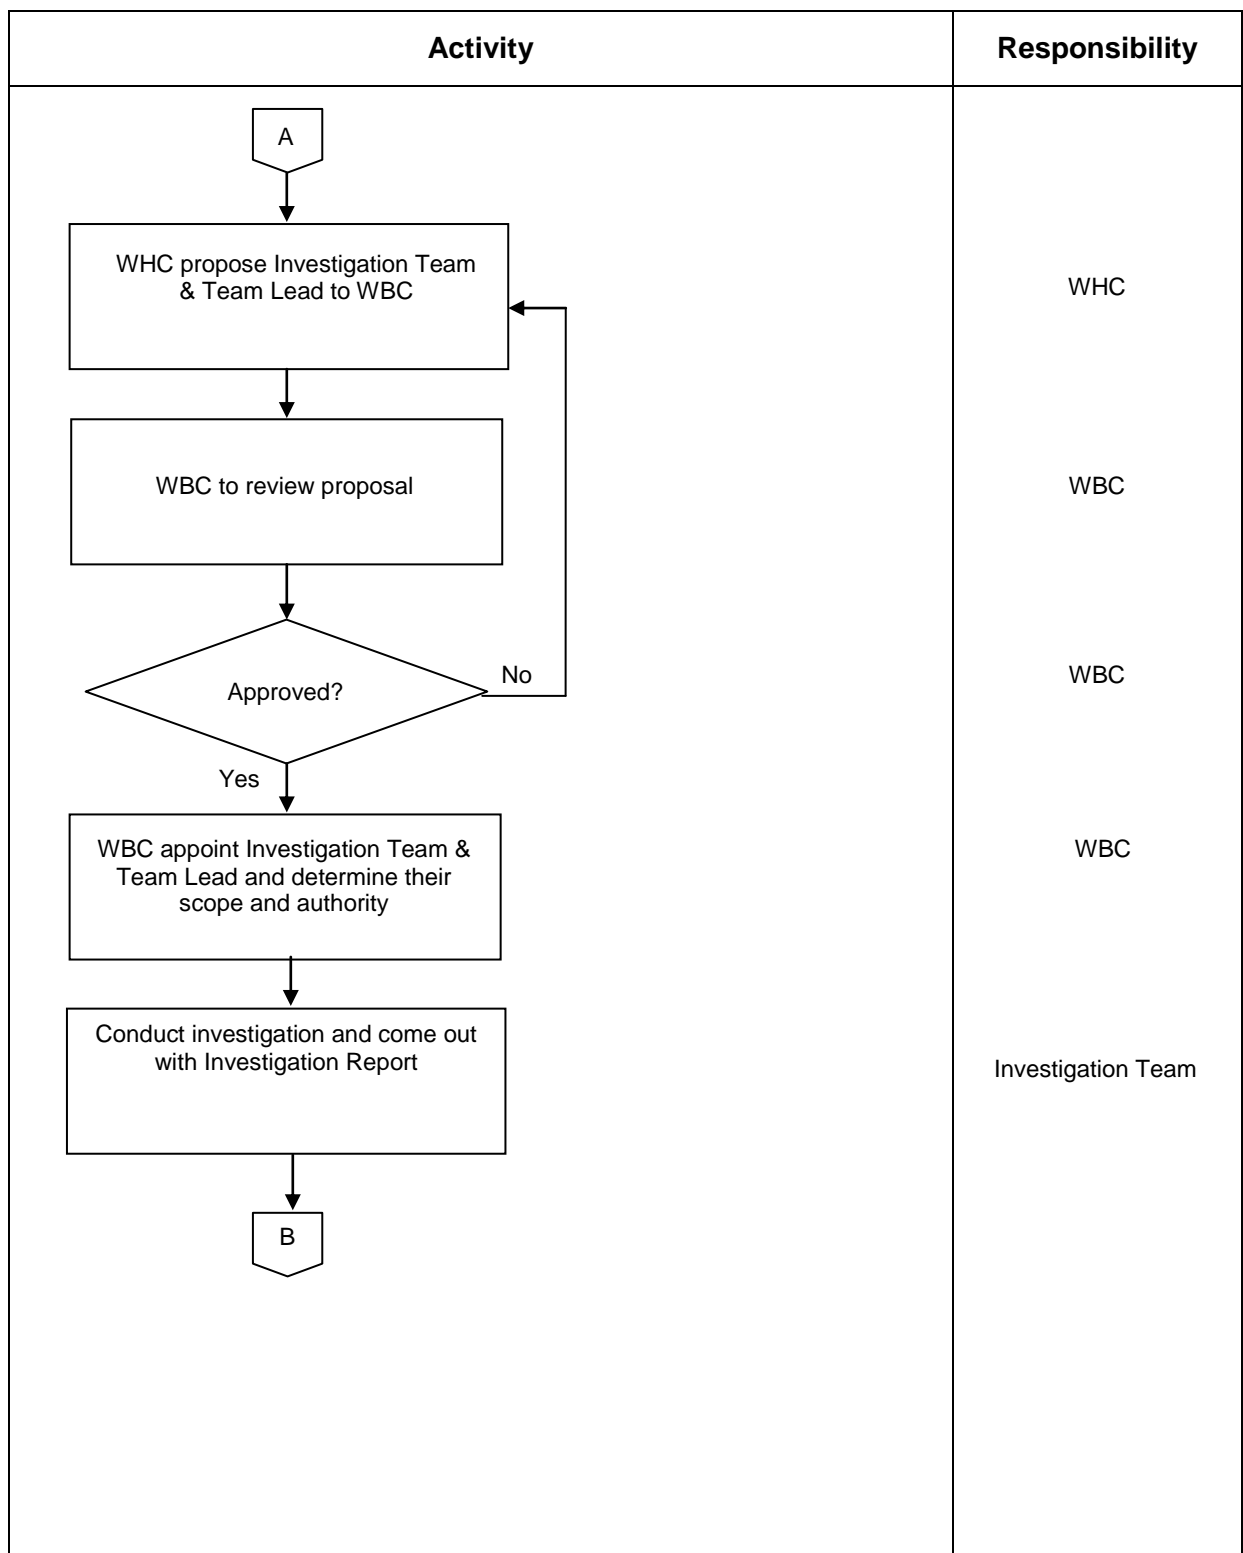 Activity
Responsibility
A
WHC propose Investigation Team
& Team Lead to WBC
WHC
WBC to review proposal
WBC
Approved?
No
WBC
Yes
WBC appoint Investigation Team &
Team Lead and determine their
scope and authority
WBC
Conduct investigation and come out
with Investigation Report
Investigation Team
B